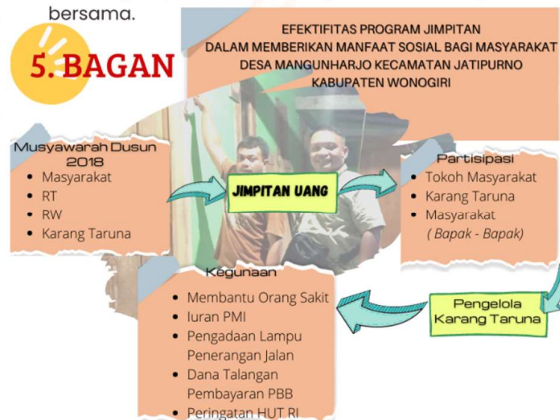 bersama.
5. BAGAN
EFEKTIFITAS PROGRAM JIMPITAN
DALAM MEMBERIKAN MANFAAT SOSIAL BAGI MASYARAKAT
DESA MANGUNHARJO KECAMATAN JATIPURNO
KABUPATEN WONOGIRI
Musyawarah Dusun
2018
• Masyarakat
• RT
• RW
• Karang Taruna
JIMPITAN UANG
Partisipasi
• Tokoh Masyarakat
• Karang Taruna
• Masyarakat
( Bapak - Bapak)
Pengelola
Karang Taruna
Kegunaan
• Membantu Orang Sakit
• Iuran PMI
• Pengadaan Lampu
Penerangan Jalan
• Dana Talangan
Pembayaran PBB
• Peringatan HUT RI